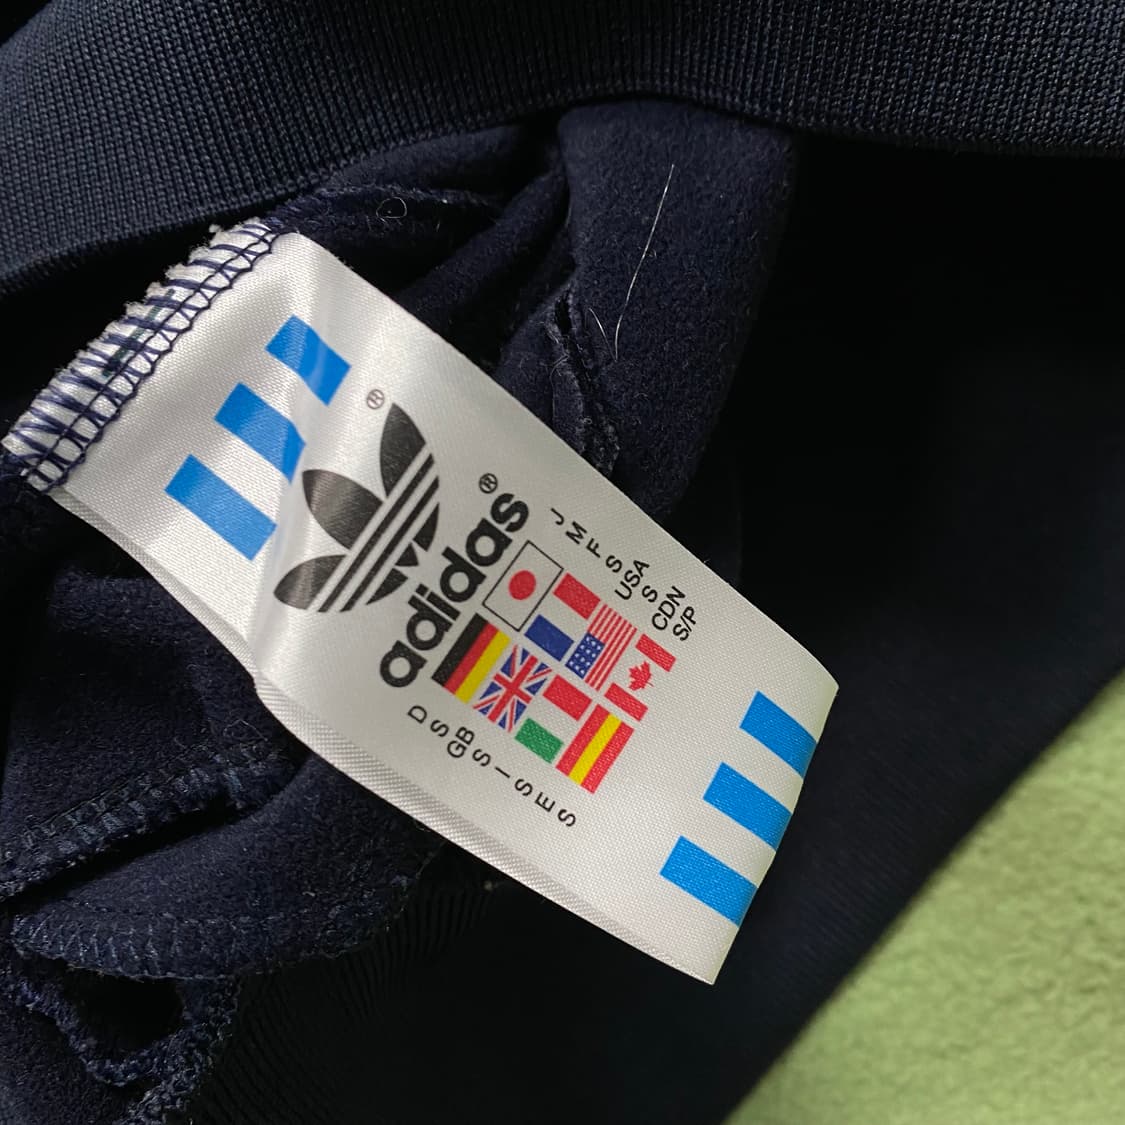 ®
adidas®
D J
S M
GB F
S S
I USA
S S
E CDN
S S/P